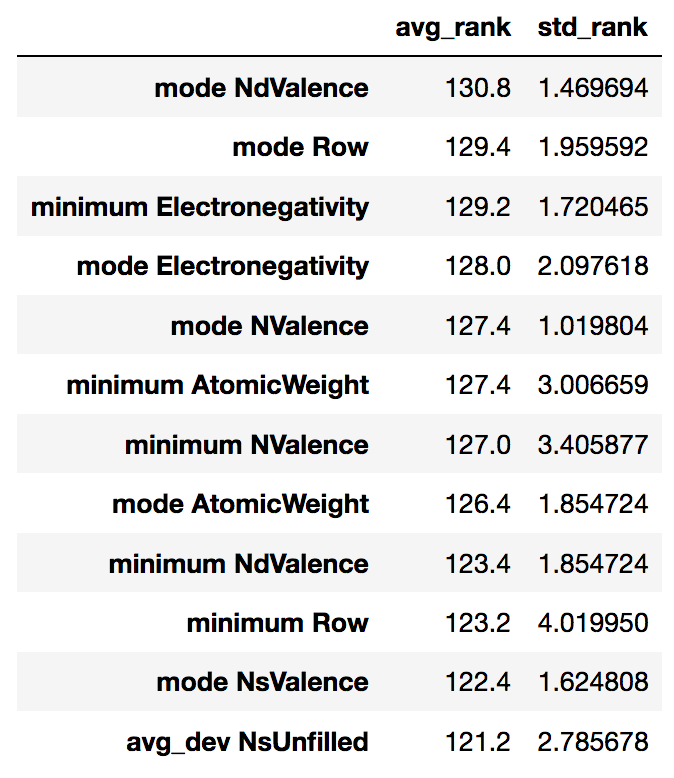 avg_rank std_rank
mode NdValence 130.8 1.469694
mode Row 129.4 1.959592
minimum Electronegativity 129.2 1.720465
mode Electronegativity 128.0 2.097618
mode NValence 127.4 1.019804
minimum AtomicWeight 127.4 3.006659
minimum NValence 127.0 3.405877
mode AtomicWeight 126.4 1.854724
minimum NdValence 123.4 1.854724
minimum Row 123.2 4.019950
mode NsValence 122.4 1.624808
avg_dev NsUnfilled 121.2 2.785678